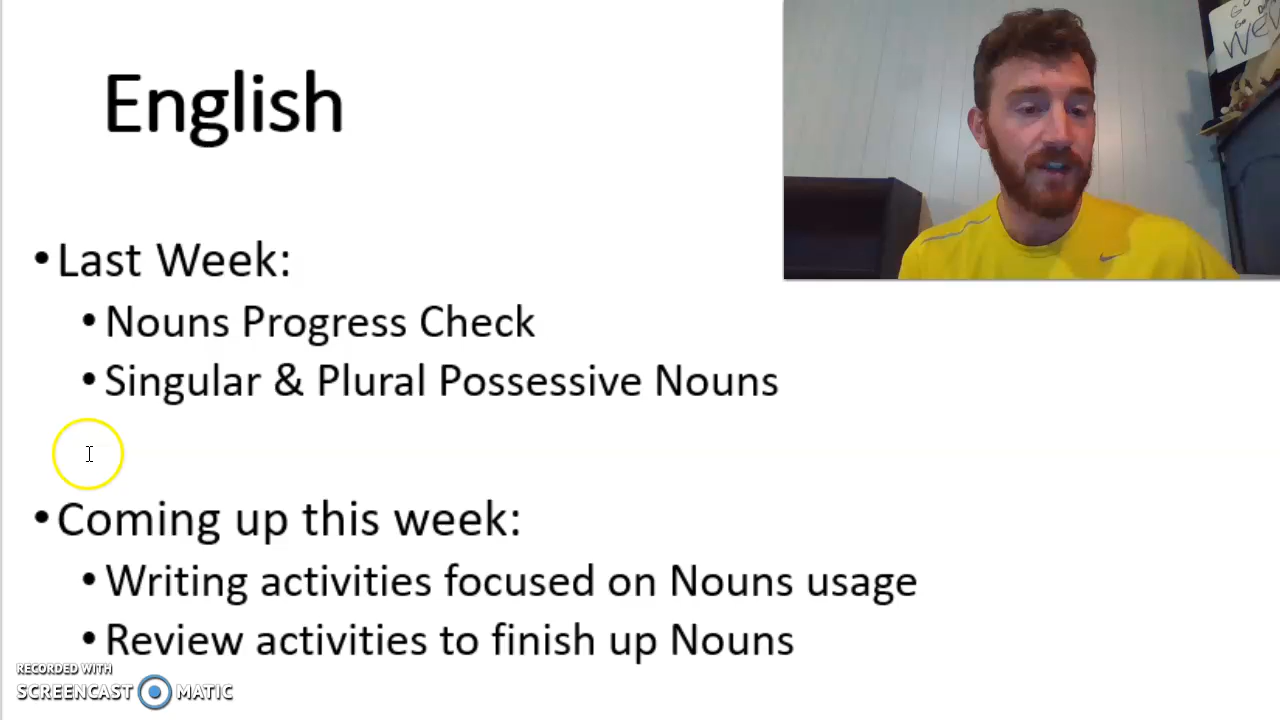 English
• Last Week:
• Nouns Progress Check
• Singular & Plural Possessive Nouns
• Coming up this week:
• Writing activities focused on Nouns usage
• Review activities to finish up Nouns
RECORDED WITH
SCREENCAST MATIC